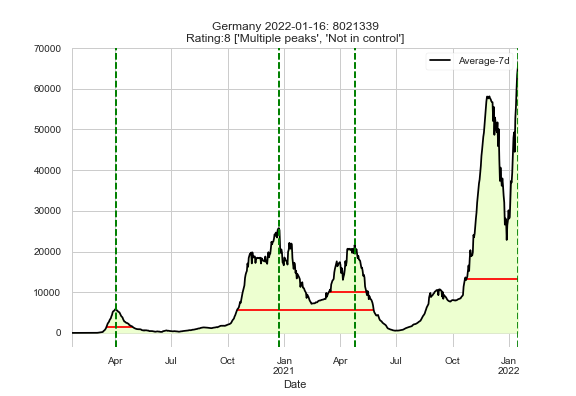 Germany 2022-01-16: 8021339
Rating:8 ['Multiple peaks', 'Not in control']
Average-7d
70000
60000
50000
40000
30000
20000
10000
0
Apr
Jul
Oct
Jan
2021
Apr
Jul
Oct
Jan
2022
Date